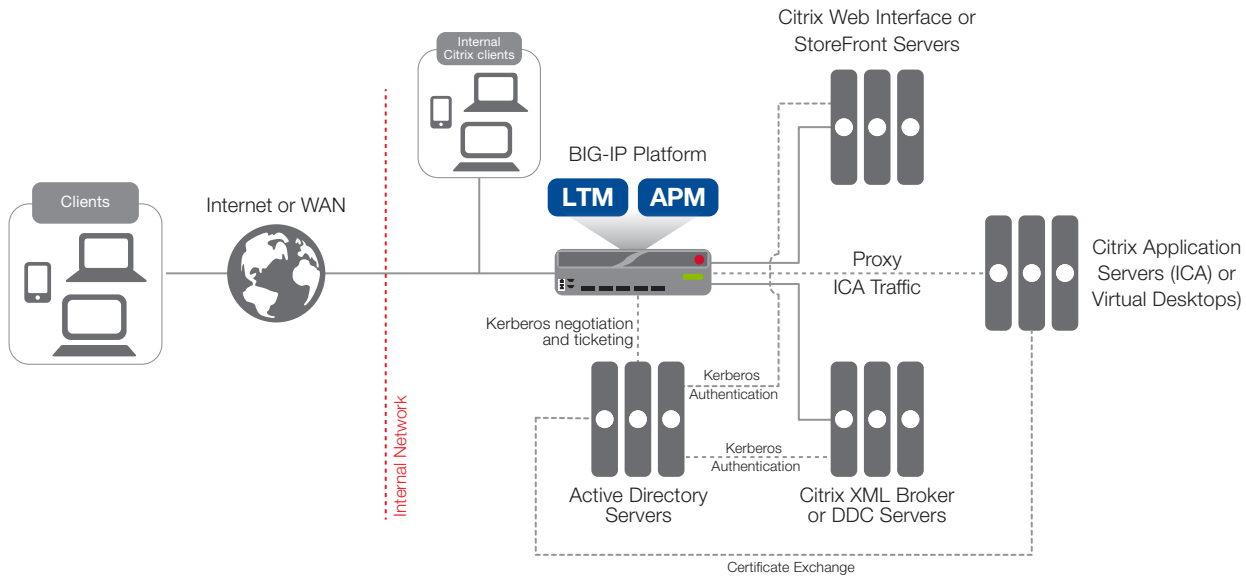 Citrix Web Interface or
StoreFront Servers
Internal
Citrix clients
BIG-IP Platform
LTM
APM
Clients
Internet or WAN
Proxy
ICA Traffic
Citrix Application
Servers (ICA) or
Virtual Desktops)
Kerberos negotiation
and ticketing
Kerberos
Authentication
Internal Network
Kerberos
Authentication
Active Directory
Servers
Citrix XML Broker
or DDC Servers
Certificate Exchange